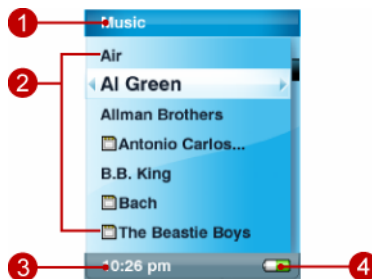 1
Music
2
Air
Al Green
Allman Brothers
Antonio Carlos...
B.B. King
Bach
The Beastie Boys
3
10:26 pm
4